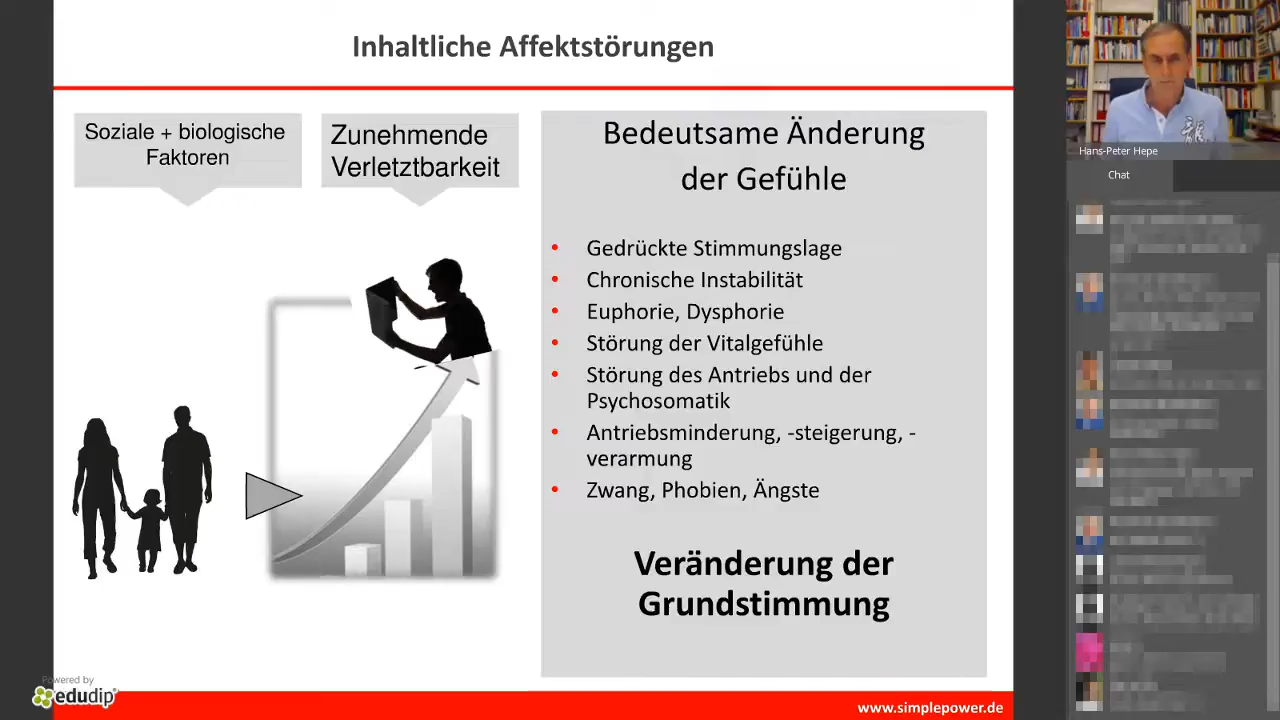 Inhaltliche Affektstörungen
Soziale + biologische
Faktoren
Zunehmende
Verletztbarkeit
Bedeutsame Änderung
der Gefühle
• Gedrückte Stimmungslage
• Chronische Instabilität
• Euphorie, Dysphorie
• Störung der Vitalgefühle
• Störung des Antriebs und der
Psychosomatik
• Antriebsminderung, -steigerung, -
verarmung
• Zwang, Phobien, Ängste
Veränderung der
Grundstimmung
Hans-Peter Hepe
Chat
Powered by
edudip
www.simplepower.de